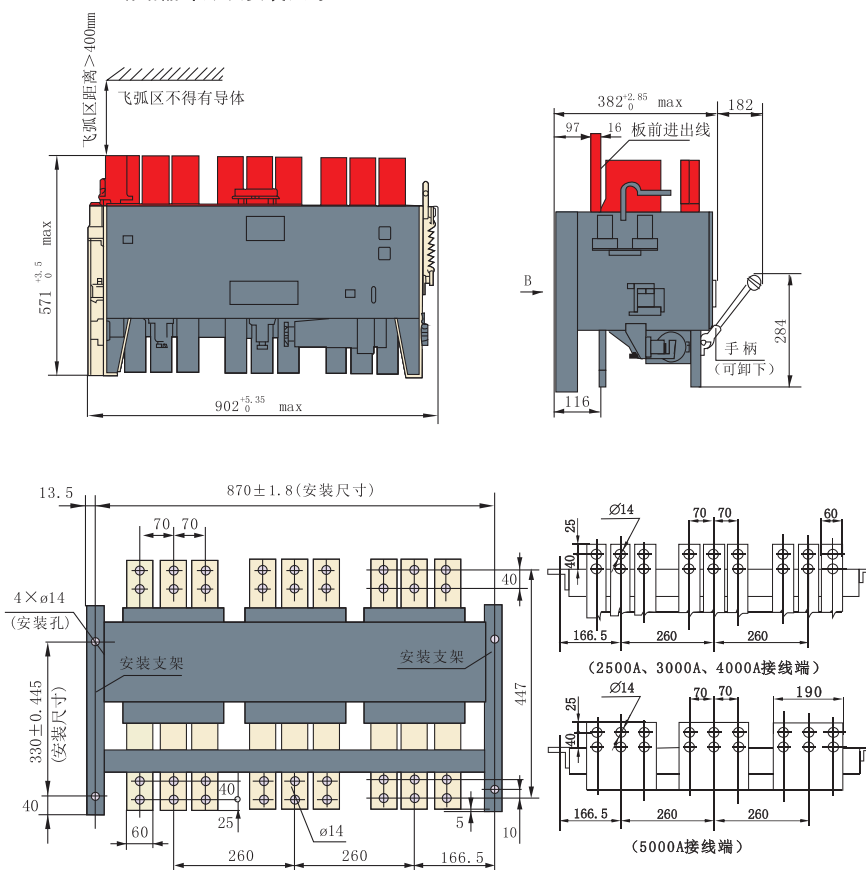 飞弧区距离>400mm
飞弧区不得有导体
571 +3.5 0 max
902 +5.35 0 max
382 +2.85 0 max
182
97
16
板前进出线
B
284
手柄
(可卸下)
116
13.5
870±1.8(安装尺寸)
70
70
40
4×ø14
(安装孔)
安装支架
安装支架
330±0.445
(安装尺寸)
447
40
40
25
60
ø14
5
10
260
260
166.5
25
40
Ø14
70
70
60
166.5
260
260
(2500A、3000A、4000A接线端)
25
40
Ø14
70
70
190
166.5
260
260
(5000A接线端)